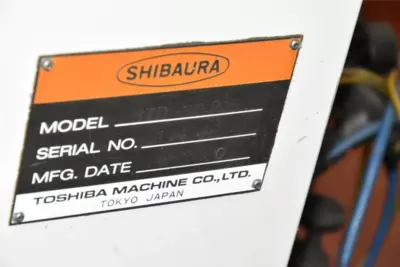 SHIBAURA
MODEL
SERIAL NO.
MFG. DATE
TOSHIBA MACHINE CO.,LTD.
TOKYO JAPAN